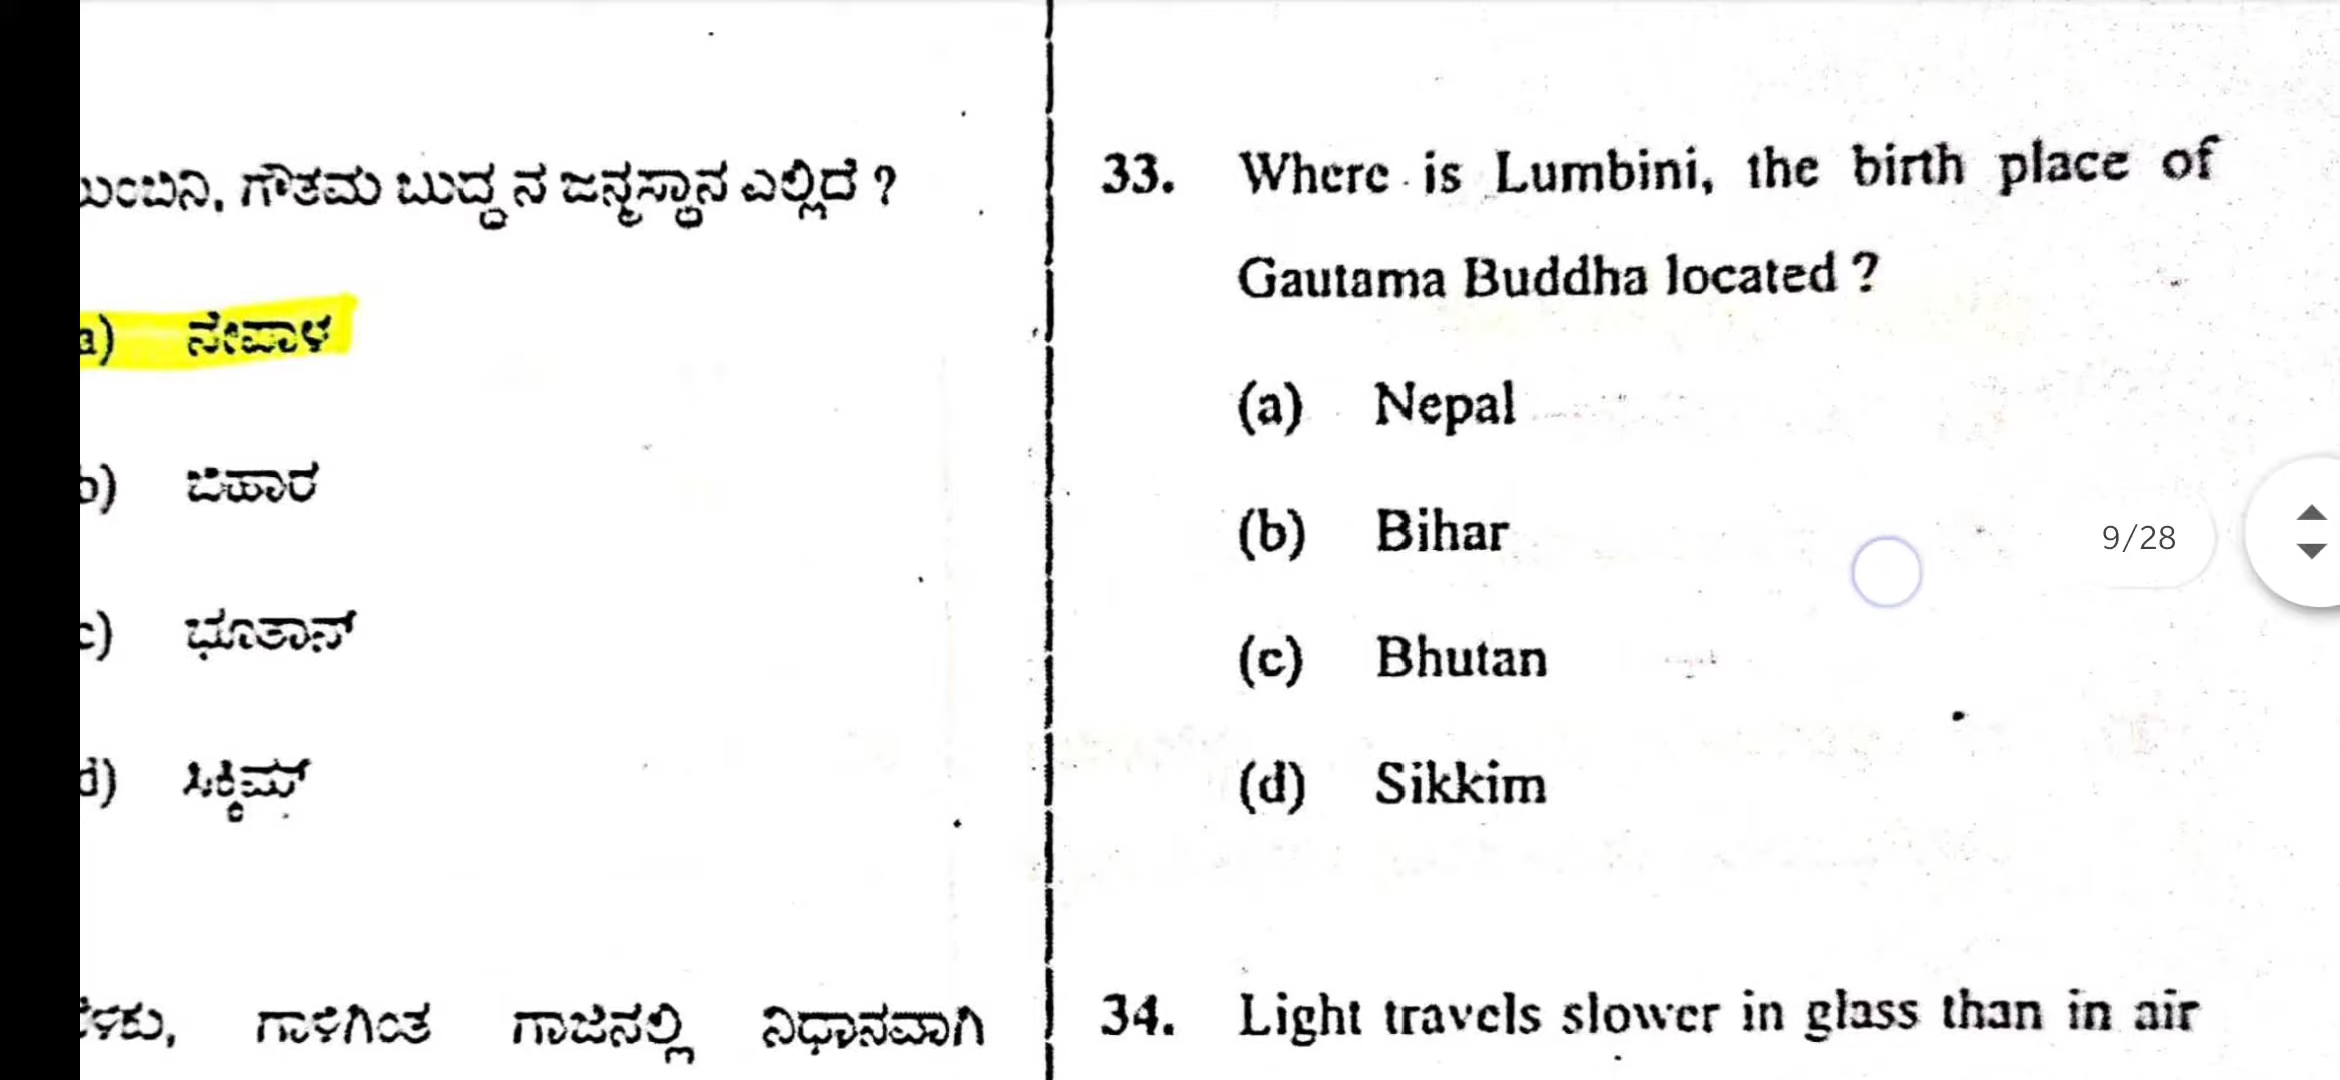 ಲುಂಬಿನಿ, ಗೌತಮ ಬುದ್ಧನ ಜನ್ಮಸ್ಥಾನ ಎಲ್ಲಿದೆ ?
a) ನೇಪಾಳ
b) ಬಿಹಾರ
c) ಭೂತಾನ್
d) ಸಿಕ್ಕಿಮ್
ಗಾಳಿಗಿಂತ ಗಾಜಿನಲ್ಲಿ ನಿಧಾನವಾಗಿ
33. Where is Lumbini, the birth place of
Gautama Buddha located ?
(a) Nepal
(b) Bihar
(c) Bhutan
(d) Sikkim
34. Light travels slower in glass than in air
9/28